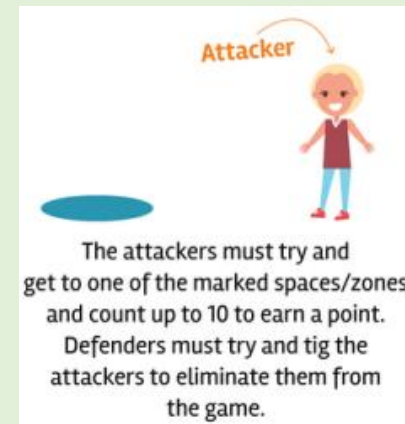 Attacker
The attackers must try and
get to one of the marked spaces/zones
and count up to 10 to earn a point.
Defenders must try and tig the
attackers to eliminate them from
the game.